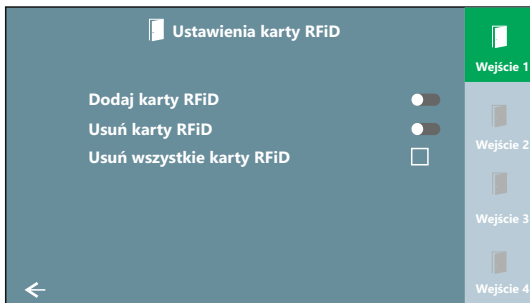 Ustawienia karty RFiD
Wejście 1
Dodaj karty RFiD
Usuń karty RFiD
Wejście 2
Usuń wszystkie karty RFiD
Wejście 3
Wejście 4